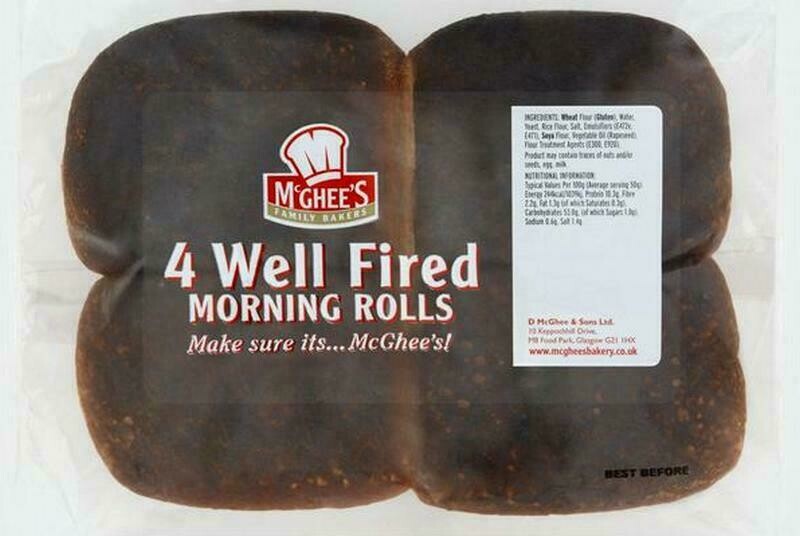 McGHEE'S
FAMILY BAKERS
4 Well Fired
MORNING ROLLS
Make sure its...McGhee's!
INGREDIENTS: Wheat Flour (Gluten), Water,
Yeast, Rice Flour, Salt, Emulsifiers (E472e,
E471), Soya Flour, Vegetable Oil (Rapeseed),
Flour Treatment Agents (E300, E920).
Product may contain traces of nuts and/or
seeds, egg, milk.
NUTRITIONAL INFORMATION:
Typical Values Per 100g (Average serving 50g)
Energy 244kcal/1039kj, Protein 10.3g, Fibre
2.2g, Fat 1.3g (of which Saturates 0.3g),
Carbohydrates 53.0g, (of which Sugars 1.0g),
Sodium 0.6g, Salt 1.4g
D McGhee & Sons Ltd.
10 Keppochhill Drive,
M8 Food Park, Glasgow G21 1HX
www.mcgheesbakery.co.uk
BEST BEFORE